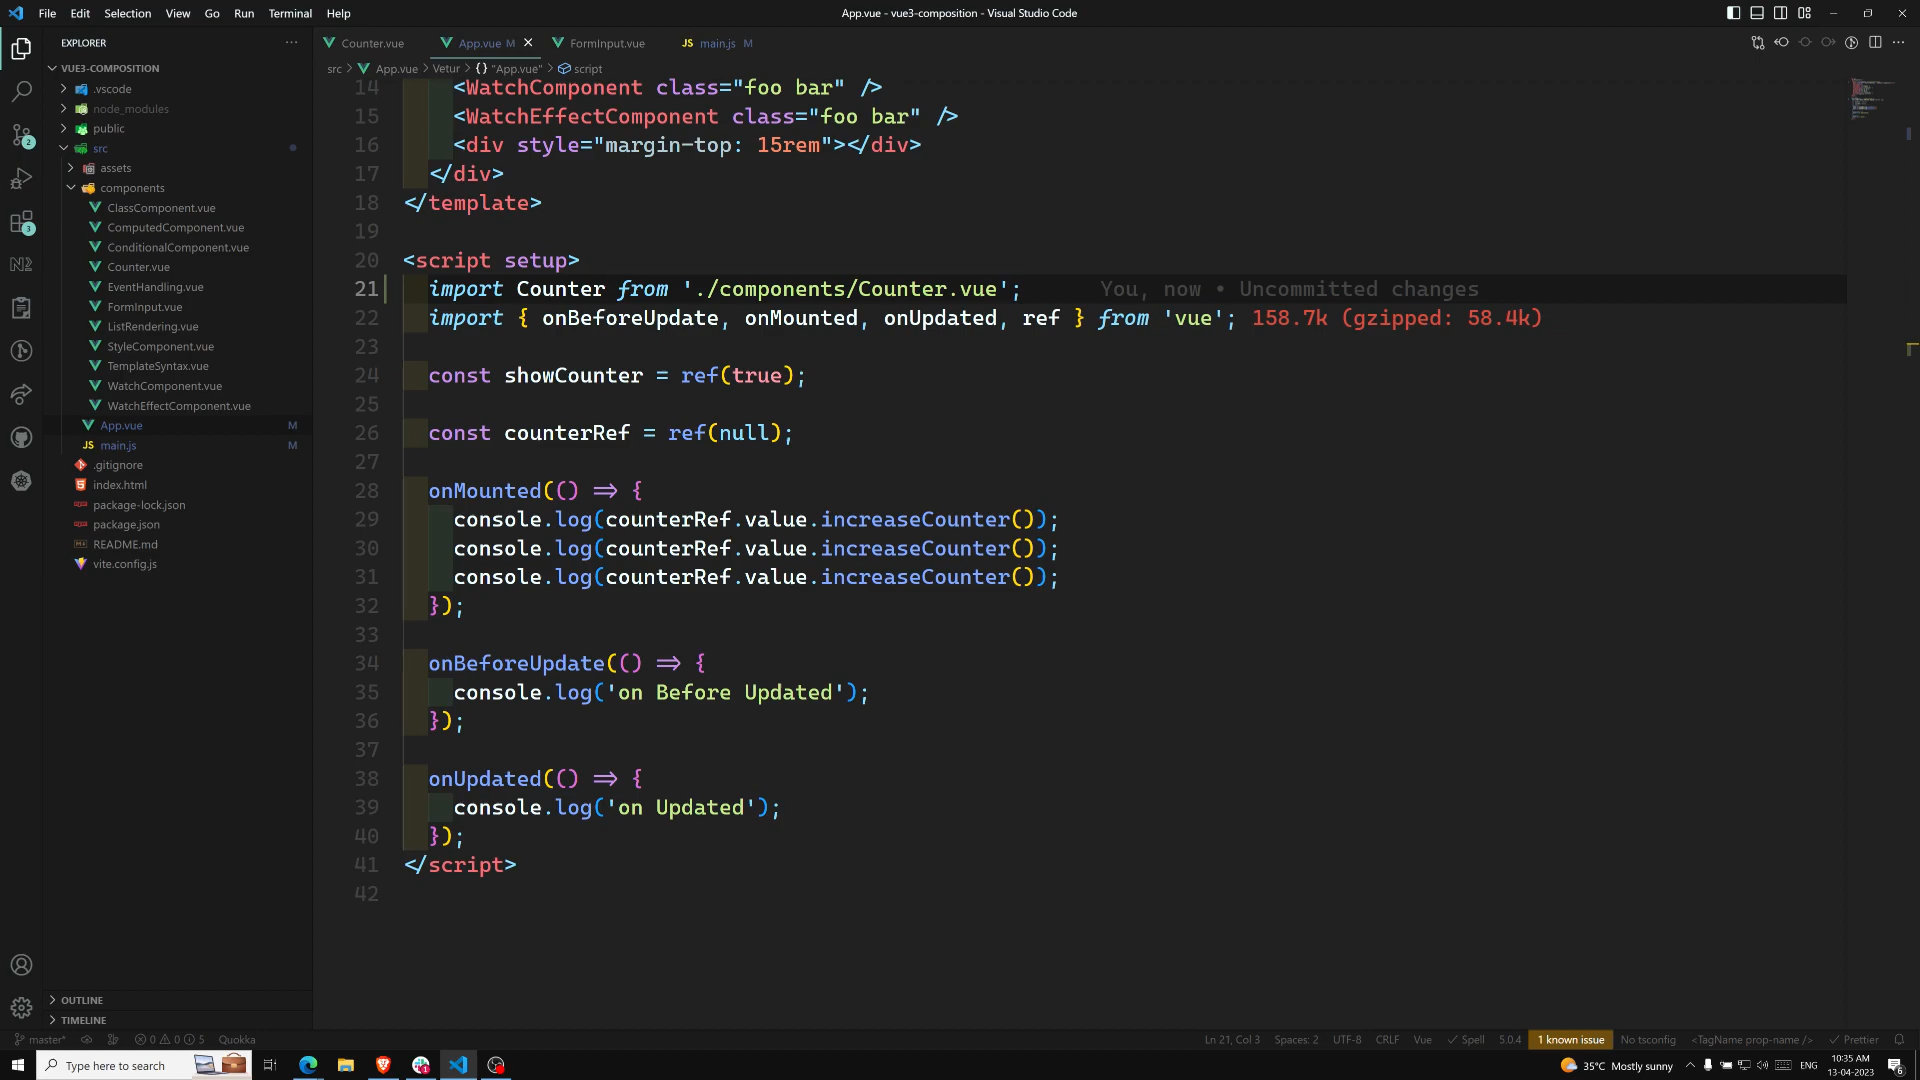 File Edit Selection View Go Run Terminal Help
App.vue - vue3-composition - Visual Studio Code
EXPLORER
VUE3-COMPOSITION
.vscode
node_modules
public
src
assets
components
ClassComponent.vue
ComputedComponent.vue
ConditionalComponent.vue
Counter.vue
EventHandling.vue
FormInput.vue
ListRendering.vue
StyleComponent.vue
TemplateSyntax.vue
WatchComponent.vue
WatchEffectComponent.vue
App.vue M
JS main.js M
.gitignore
index.html
package-lock.json
package.json
README.md
vite.config.js
OUTLINE
TIMELINE
Counter.vue App.vue M FormInput.vue JS main.js M
src > App.vue > Vetur > {} "App.vue" > script
14 <WatchComponent class="foo bar" />
15 <WatchEffectComponent class="foo bar" />
16 <div style="margin-top: 15rem"></div>
17 </div>
18 </template>
19
20 <script setup>
21 import Counter from './components/Counter.vue'; You, now • Uncommitted changes
22 import { onBeforeUpdate, onMounted, onUpdated, ref } from 'vue'; 158.7k (gzipped: 58.4k)
23
24 const showCounter = ref(true);
25
26 const counterRef = ref(null);
27
28 onMounted(() => {
29 console.log(counterRef.value.increaseCounter());
30 console.log(counterRef.value.increaseCounter());
31 console.log(counterRef.value.increaseCounter());
32 });
33
34 onBeforeUpdate(() => {
35 console.log('on Before Updated');
36 });
37
38 onUpdated(() => {
39 console.log('on Updated');
40 });
41 </script>
42
master* 0 0 5 Quokka
Ln 21, Col 3 Spaces: 2 UTF-8 CRLF Vue Spell 5.0.4 1 known issue No tsconfig <TagName prop-name /> Prettier
Type here to search
35°C Mostly sunny ENG 10:35 AM
13-04-2023